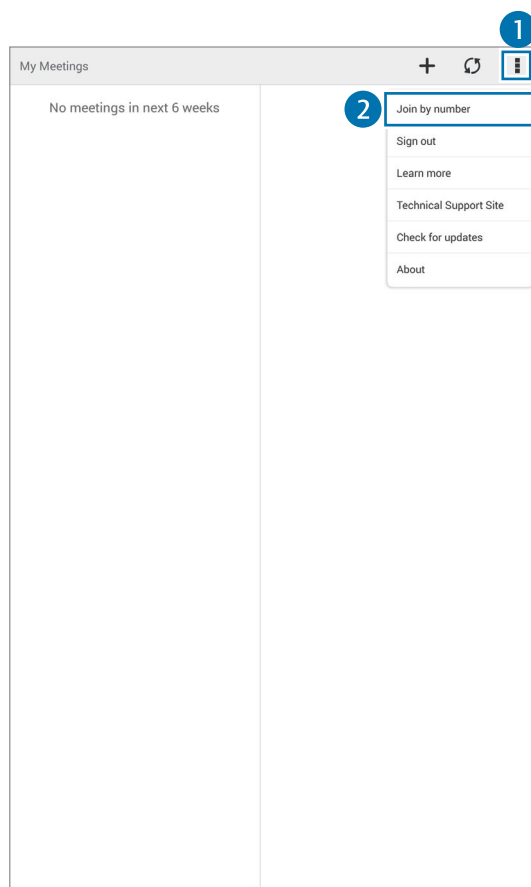 1
My Meetings
No meetings in next 6 weeks
2
Join by number
Sign out
Learn more
Technical Support Site
Check for updates
About